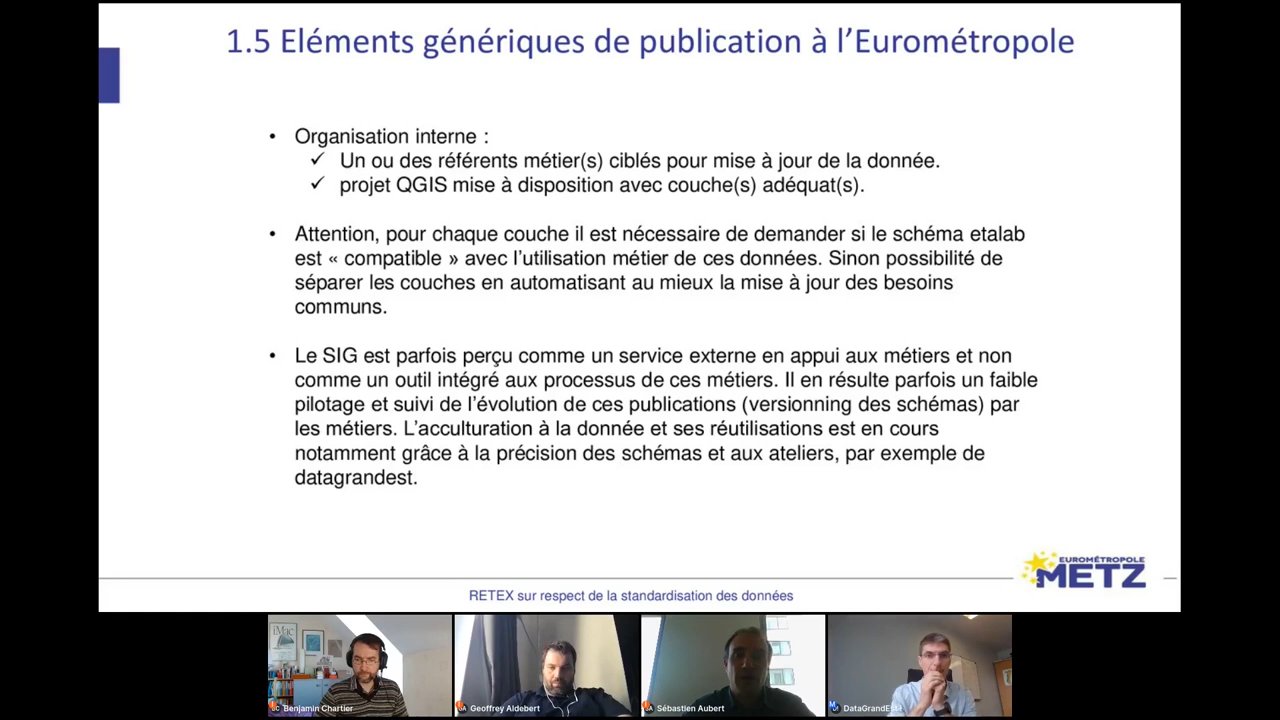 1.5 Eléments génériques de publication à l'Eurométropole
• Organisation interne :
✓ Un ou des référents métier(s) ciblés pour mise à jour de la donnée.
✓ projet QGIS mise à disposition avec couche(s) adéquat(s).
• Attention, pour chaque couche il est nécessaire de demander si le schéma etalab
est « compatible » avec l'utilisation métier de ces données. Sinon possibilité de
séparer les couches en automatisant au mieux la mise à jour des besoins
communs.
• Le SIG est parfois perçu comme un service externe en appui aux métiers et non
comme un outil intégré aux processus de ces métiers. Il en résulte parfois un faible
pilotage et suivi de l'évolution de ces publications (versionning des schémas) par
les métiers. L'acculturation à la donnée et ses réutilisations est en cours
notamment grâce à la précision des schémas et aux ateliers, par exemple de
datagrandest.
EUROMÉTROPOLE
METZ
RETEX sur respect de la standardisation des données
iMac
Benjamin Chartier
Geoffrey Aldebert
Sébastien Aubert